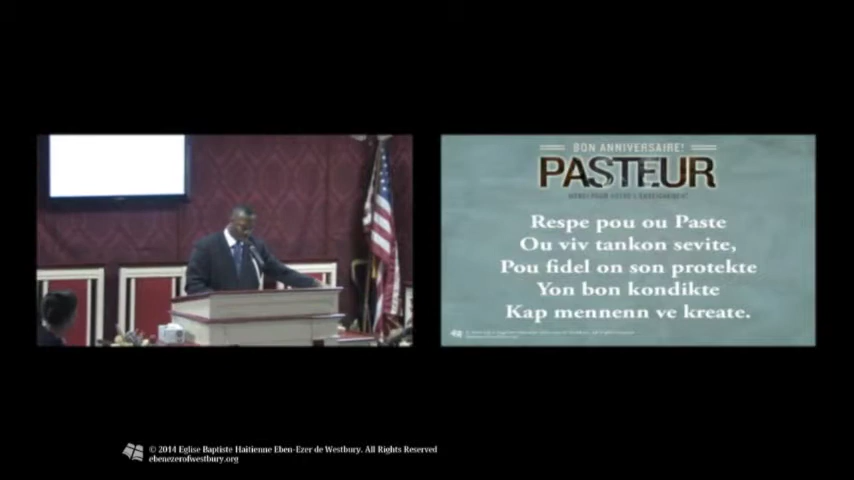 BON ANNIVERSAIRE!
PASTEUR
Respe pou ou Paste
Ou viv tankon sevite,
Pou fidel on son protekte
Yon bon kondikte
Kap mennenn ve kreate.
© 2014 Eglise Baptiste Haitienne Eben-Ezer de Westbury. All Rights Reserved
ebenezerofwestbury.org